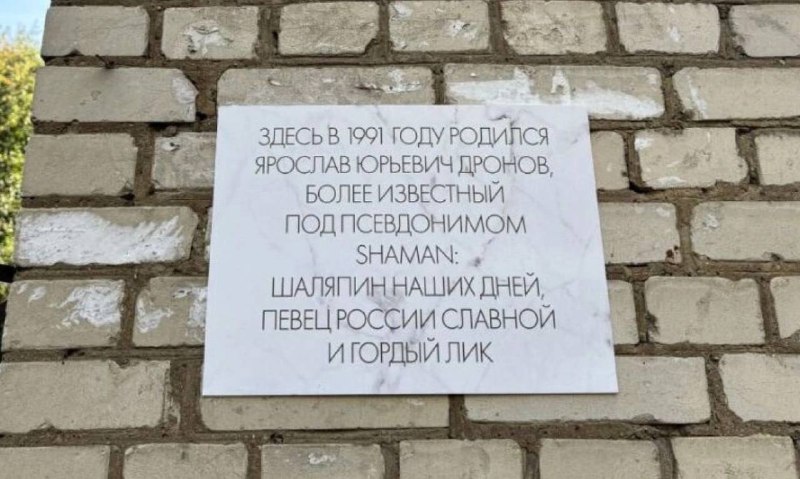 ЗДЕСЬ В 1991 ГОДУ РОДИЛСЯ
ЯРОСЛАВ ЮРЬЕВИЧ ДРОНОВ,
БОЛЕЕ ИЗВЕСТНЫЙ
ПОД ПСЕВДОНИМОМ
SHAMAN:
ШАЛЯПИН НАШИХ ДНЕЙ,
ПЕВЕЦ РОССИИ СЛАВНОЙ
И ГОРДЫЙ ЛИК